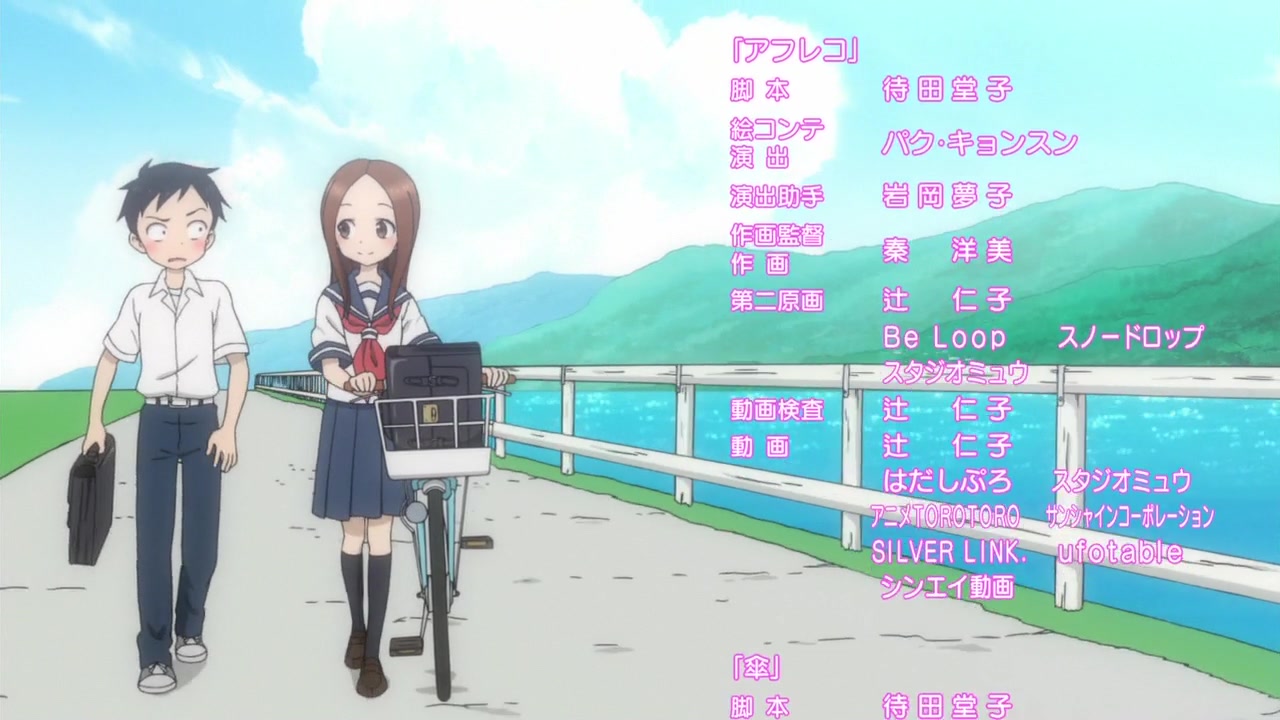 「アフレコ」
脚本 待田堂子
絵コンテ
演出 パク・キョンスン
演出助手 岩岡夢子
作画監督
作画 秦 洋美
第二原画 辻 仁子
Be Loop スノードロップ
スタジオミュウ
動画検査 辻 仁子
動画 辻 仁子
はだしぷろ スタジオミュウ
アニメTOROTORO サンシャインコーポレーション
SILVER LINK. ufotable
シンエイ動画
「傘」
脚本 待田堂子